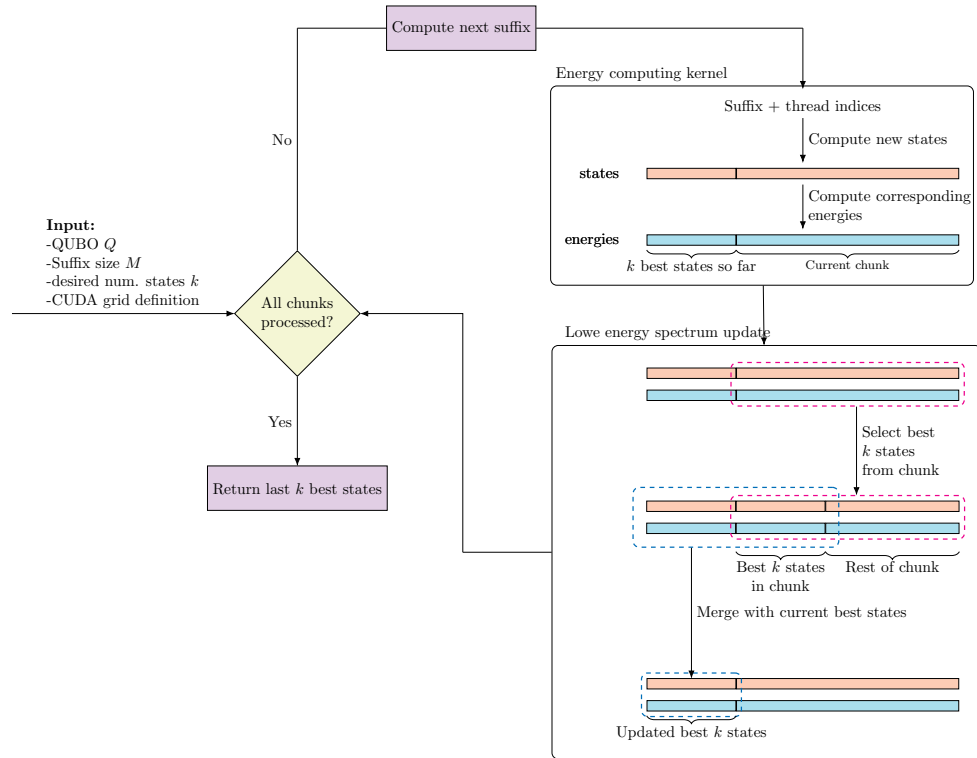 Compute next suffix
Energy computing kernel
Suffix + thread indices
Compute new states
No
states
Compute corresponding
energies
Input:
-QUBO Q
-Suffix size M
-desired num. states k
-CUDA grid definition
energies
k best states so far
Current chunk
All chunks
processed?
Lowe energy spectrum update
Yes
Select best
k states
from chunk
Return last k best states
Best k states
in chunk
Rest of chunk
Merge with current best states
Updated best k states